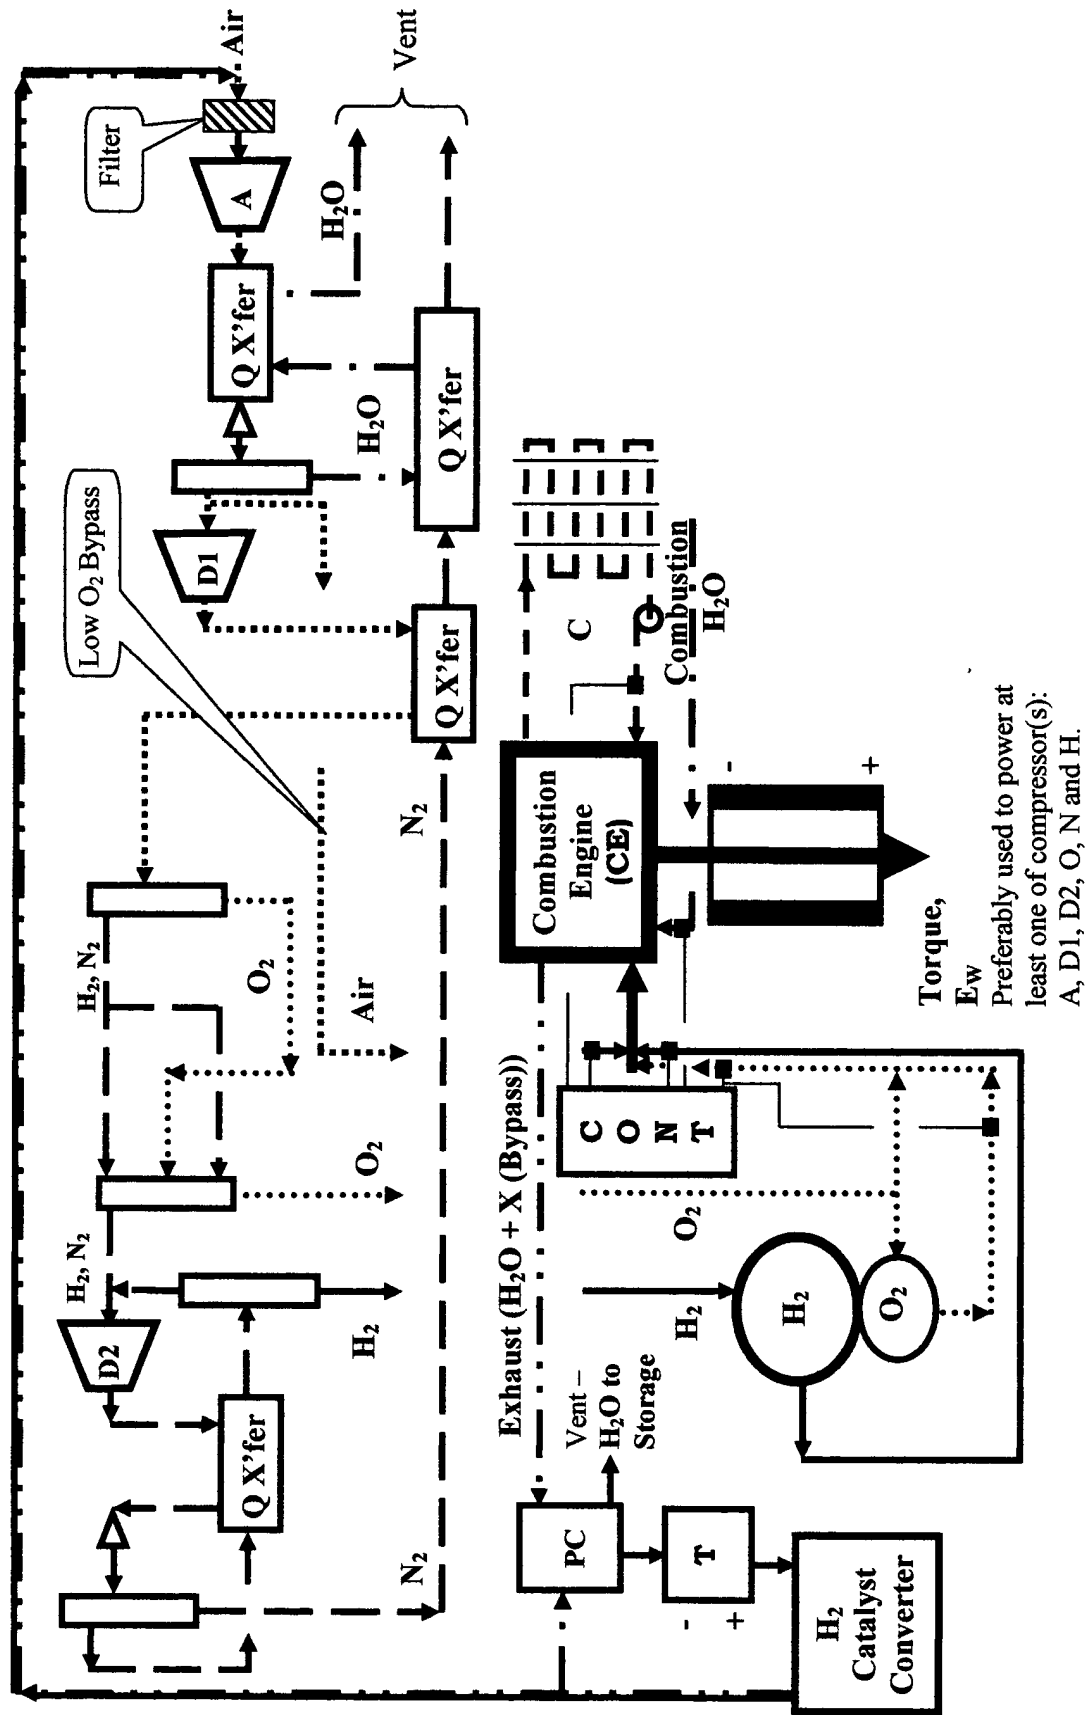 Air
Filter
A
Q X'fer
H₂O
Vent
H₂O
Q X'fer
D1
Low O₂ Bypass
Q X'fer
H₂, N₂
O₂
Air
N₂
O₂
H₂, N₂
D2
H₂
Q X'fer
N₂
C
Combustion
H₂O
Combustion
Engine
(CE)
-
+
Torque,
Eᴡ
Preferably used to power at
least one of compressor(s):
A, D1, D2, O, N and H.
Exhaust (H₂O + X (Bypass))
C
O
N
T
O₂
H₂
H₂
O₂
Vent –
H₂O to
Storage
PC
T
-
+
H₂
Catalyst
Converter